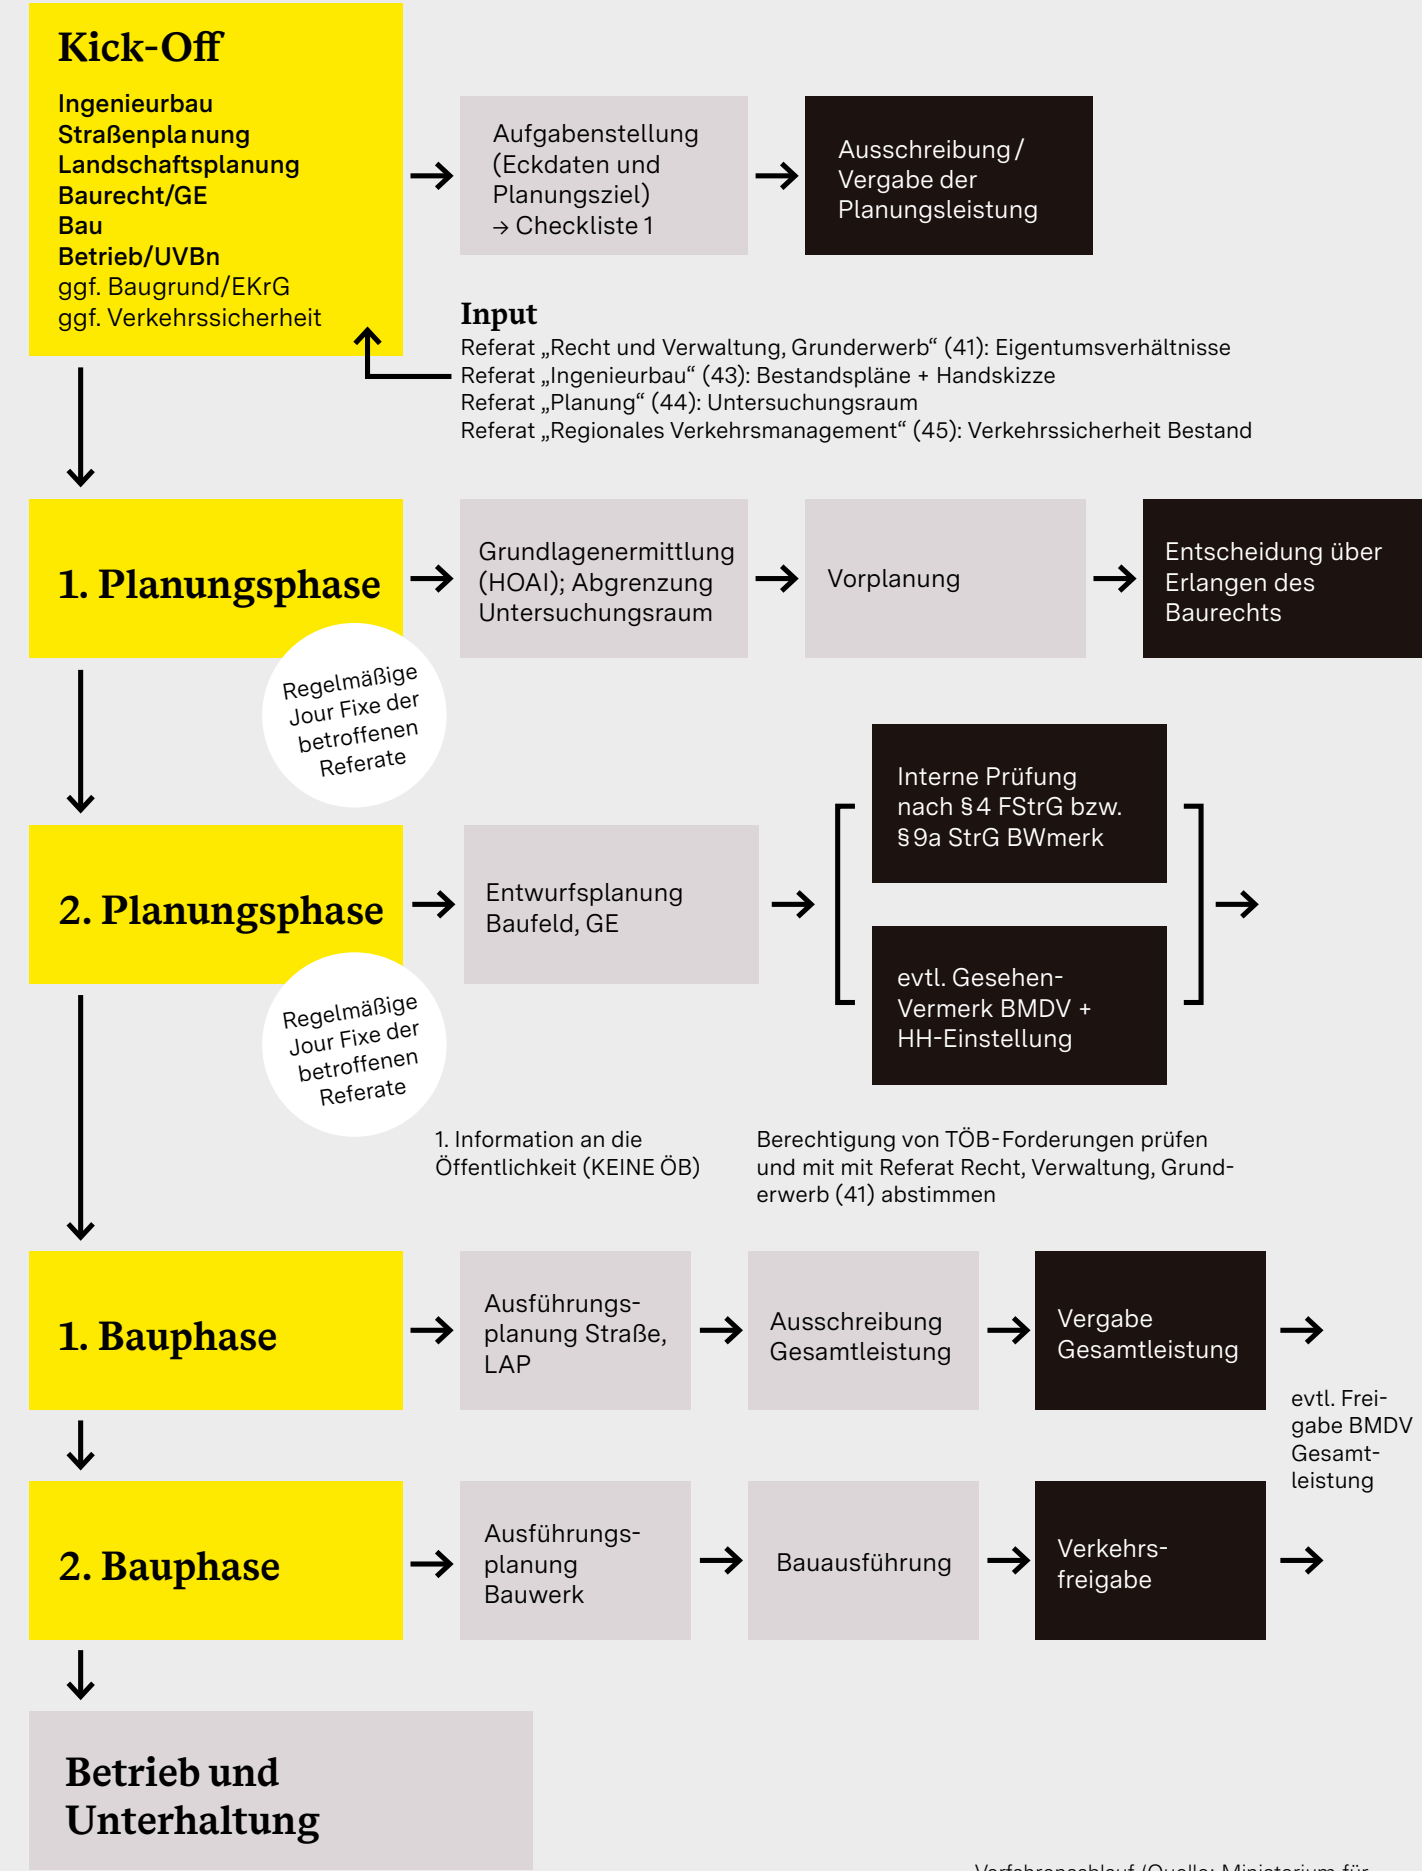 Kick-Off
Ingenieurbau
Straßenplanung
Landschaftsplanung
Baurecht/GE
Bau
Betrieb/UVBn
ggf. Baugrund/EKrG
ggf. Verkehrssicherheit
Aufgabenstellung
(Eckdaten und
Planungsziel)
→ Checkliste 1
Ausschreibung/
Vergabe der
Planungsleistung
Input
Referat „Recht und Verwaltung, Grunderwerb“ (41): Eigentumsverhältnisse
Referat „Ingenieurbau“ (43): Bestandspläne + Handskizze
Referat „Planung“ (44): Untersuchungsraum
Referat „Regionales Verkehrsmanagement“ (45): Verkehrssicherheit Bestand
1. Planungsphase
Grundlagenermittlung
(HOAI); Abgrenzung
Untersuchungsraum
Vorplanung
Entscheidung über
Erlangen des
Baurechts
Regelmäßige
Jour Fixe der
betroffenen
Referate
2. Planungsphase
Entwurfsplanung
Baufeld, GE
Interne Prüfung
nach §4 FStrG bzw.
§9a StrG BWmerk
evtl. Gesehen-
Vermerk BMDV +
HH-Einstellung
Regelmäßige
Jour Fixe der
betroffenen
Referate
1. Information an die
Öffentlichkeit (KEINE ÖB)
Berechtigung von TÖB-Forderungen prüfen
und mit mit Referat Recht, Verwaltung, Grund-
erwerb (41) abstimmen
1. Bauphase
Ausführungs-
planung Straße,
LAP
Ausschreibung
Gesamtleistung
Vergabe
Gesamtleistung
evtl. Frei-
gabe BMDV
Gesamt-
leistung
2. Bauphase
Ausführungs-
planung
Bauwerk
Bauausführung
Verkehrs-
freigabe
Betrieb und
Unterhaltung
Verfahrensablauf (Quelle: Ministerium für